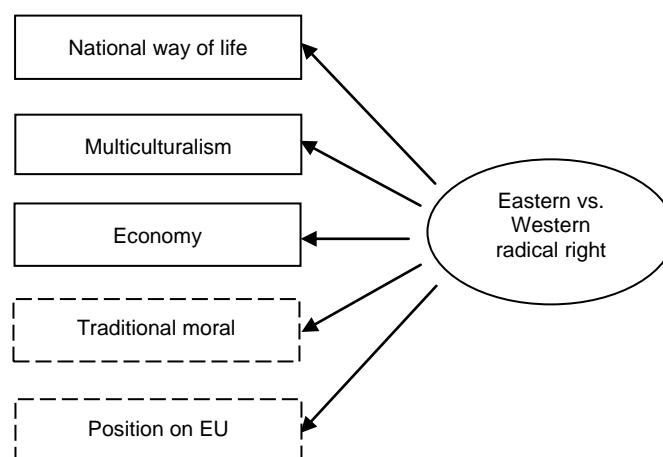 National way of life
Multiculturalism
Economy
Traditional moral
Position on EU
Eastern vs.
Western
radical right